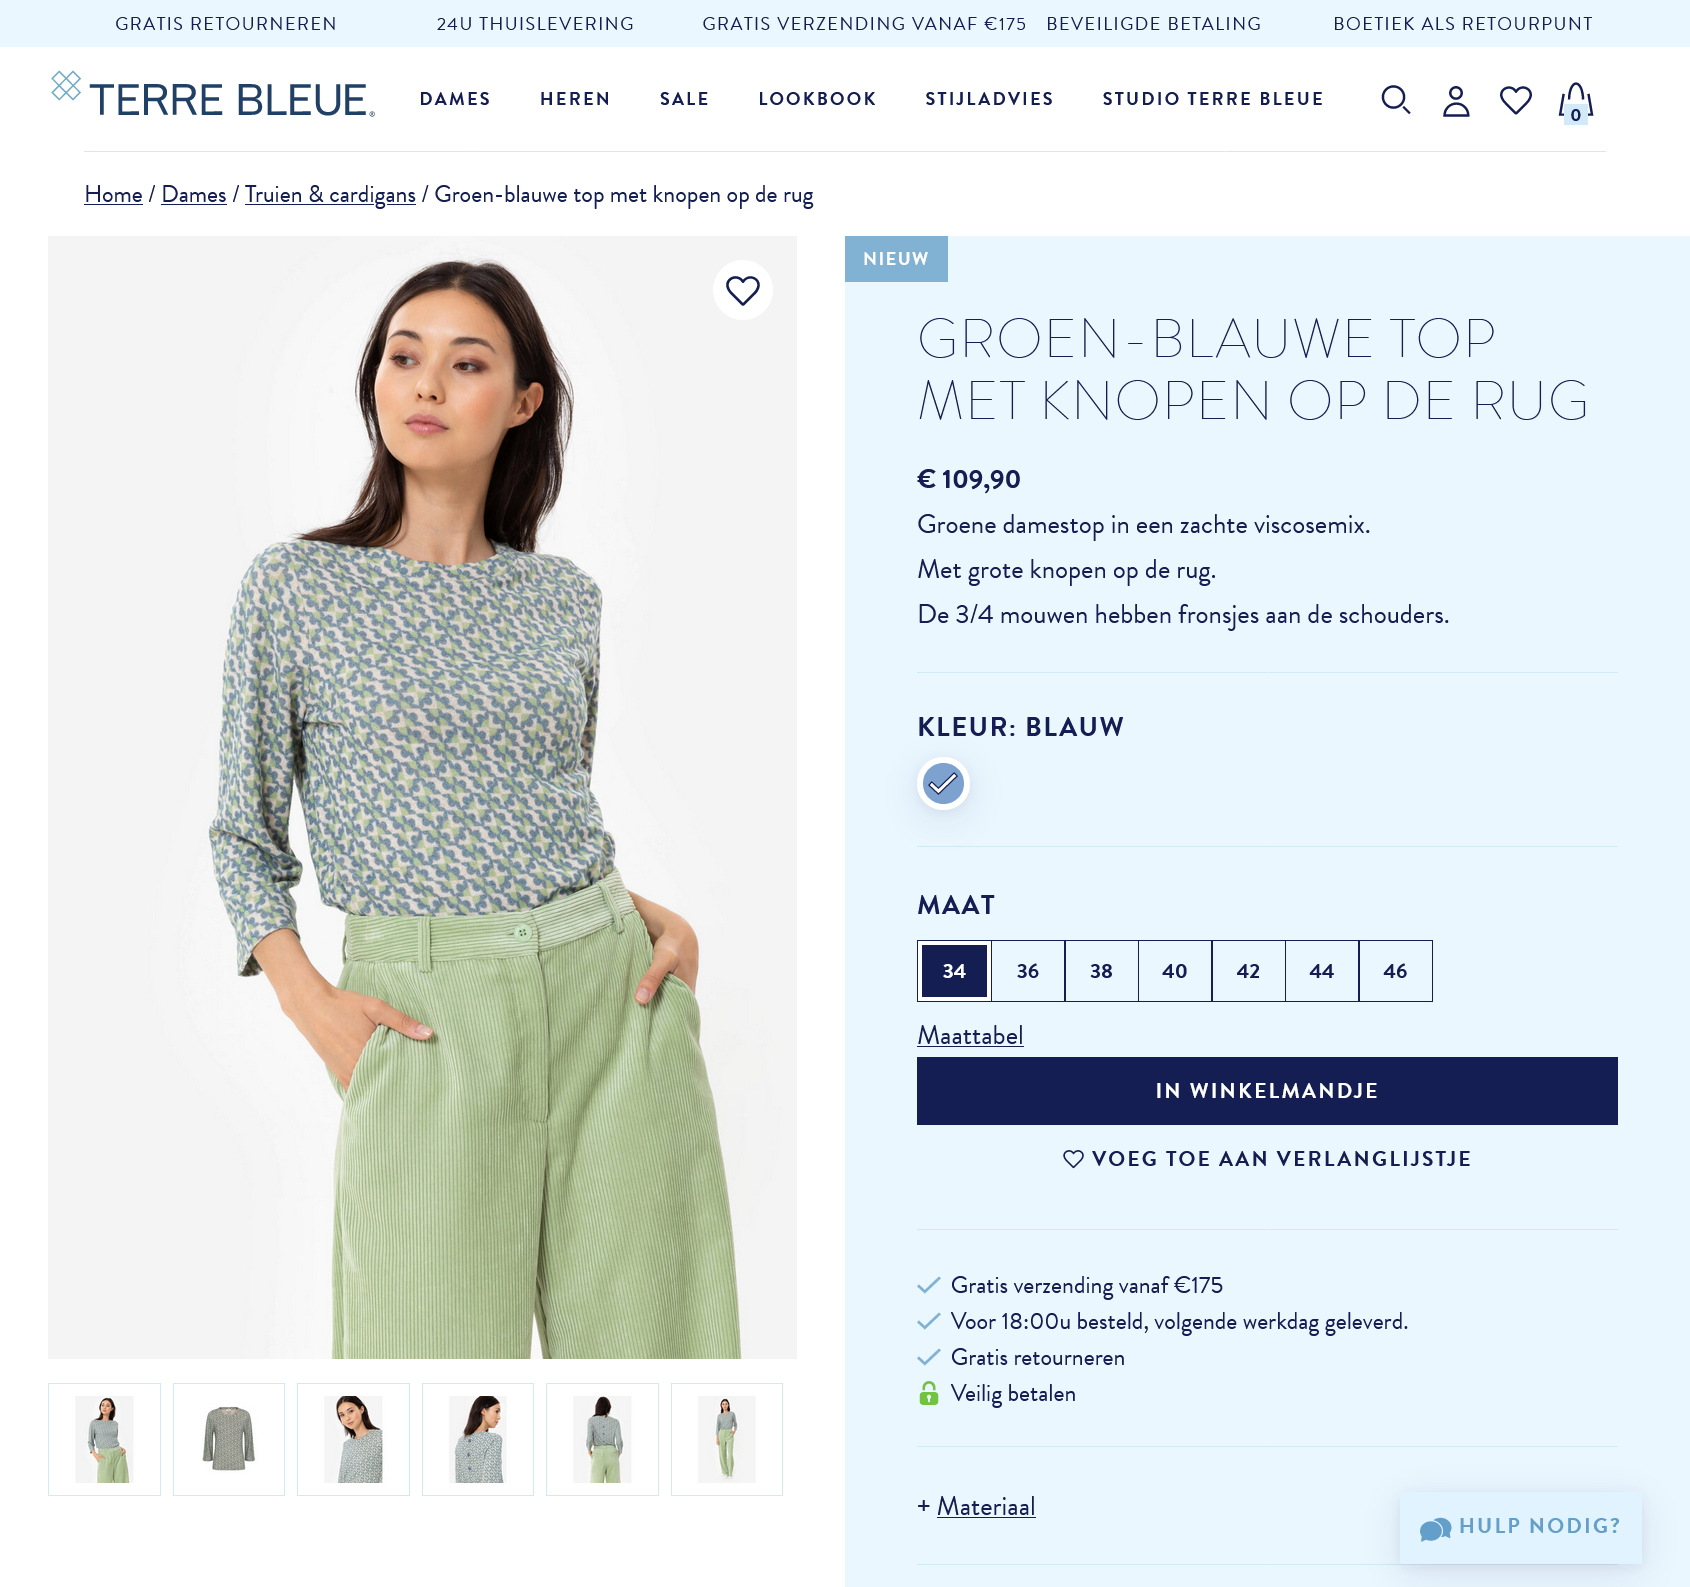 GRATIS RETOURNEREN
24U THUISLEVERING
GRATIS VERZENDING VANAF €175
BEVEILIGDE BETALING
BOETIEK ALS RETOURPUNT
TERRE BLEUE®
DAMES
HEREN
SALE
LOOKBOOK
STIJLADVIES
STUDIO TERRE BLEUE
0
Home / Dames / Truien & cardigans / Groen-blauwe top met knopen op de rug
NIEUW
GROEN-BLAUWE TOP
MET KNOPEN OP DE RUG
€ 109,90
Groene damestop in een zachte viscosemix.
Met grote knopen op de rug.
De 3/4 mouwen hebben fronsjes aan de schouders.
KLEUR: BLAUW
MAAT
34
36
38
40
42
44
46
Maattabel
IN WINKELMANDJE
VOEG TOE AAN VERLANGLIJSTJE
Gratis verzending vanaf €175
Voor 18:00u besteld, volgende werkdag geleverd.
Gratis retourneren
Veilig betalen
+ Materiaal
HULP NODIG?